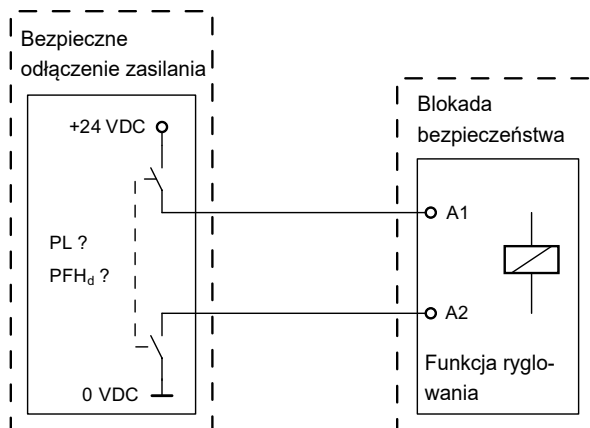 Bezpieczne
odłączenie zasilania
+24 VDC
PL ?
PFHd ?
0 VDC
Blokada
bezpieczeństwa
A1
A2
Funkcja ryglo-
wania